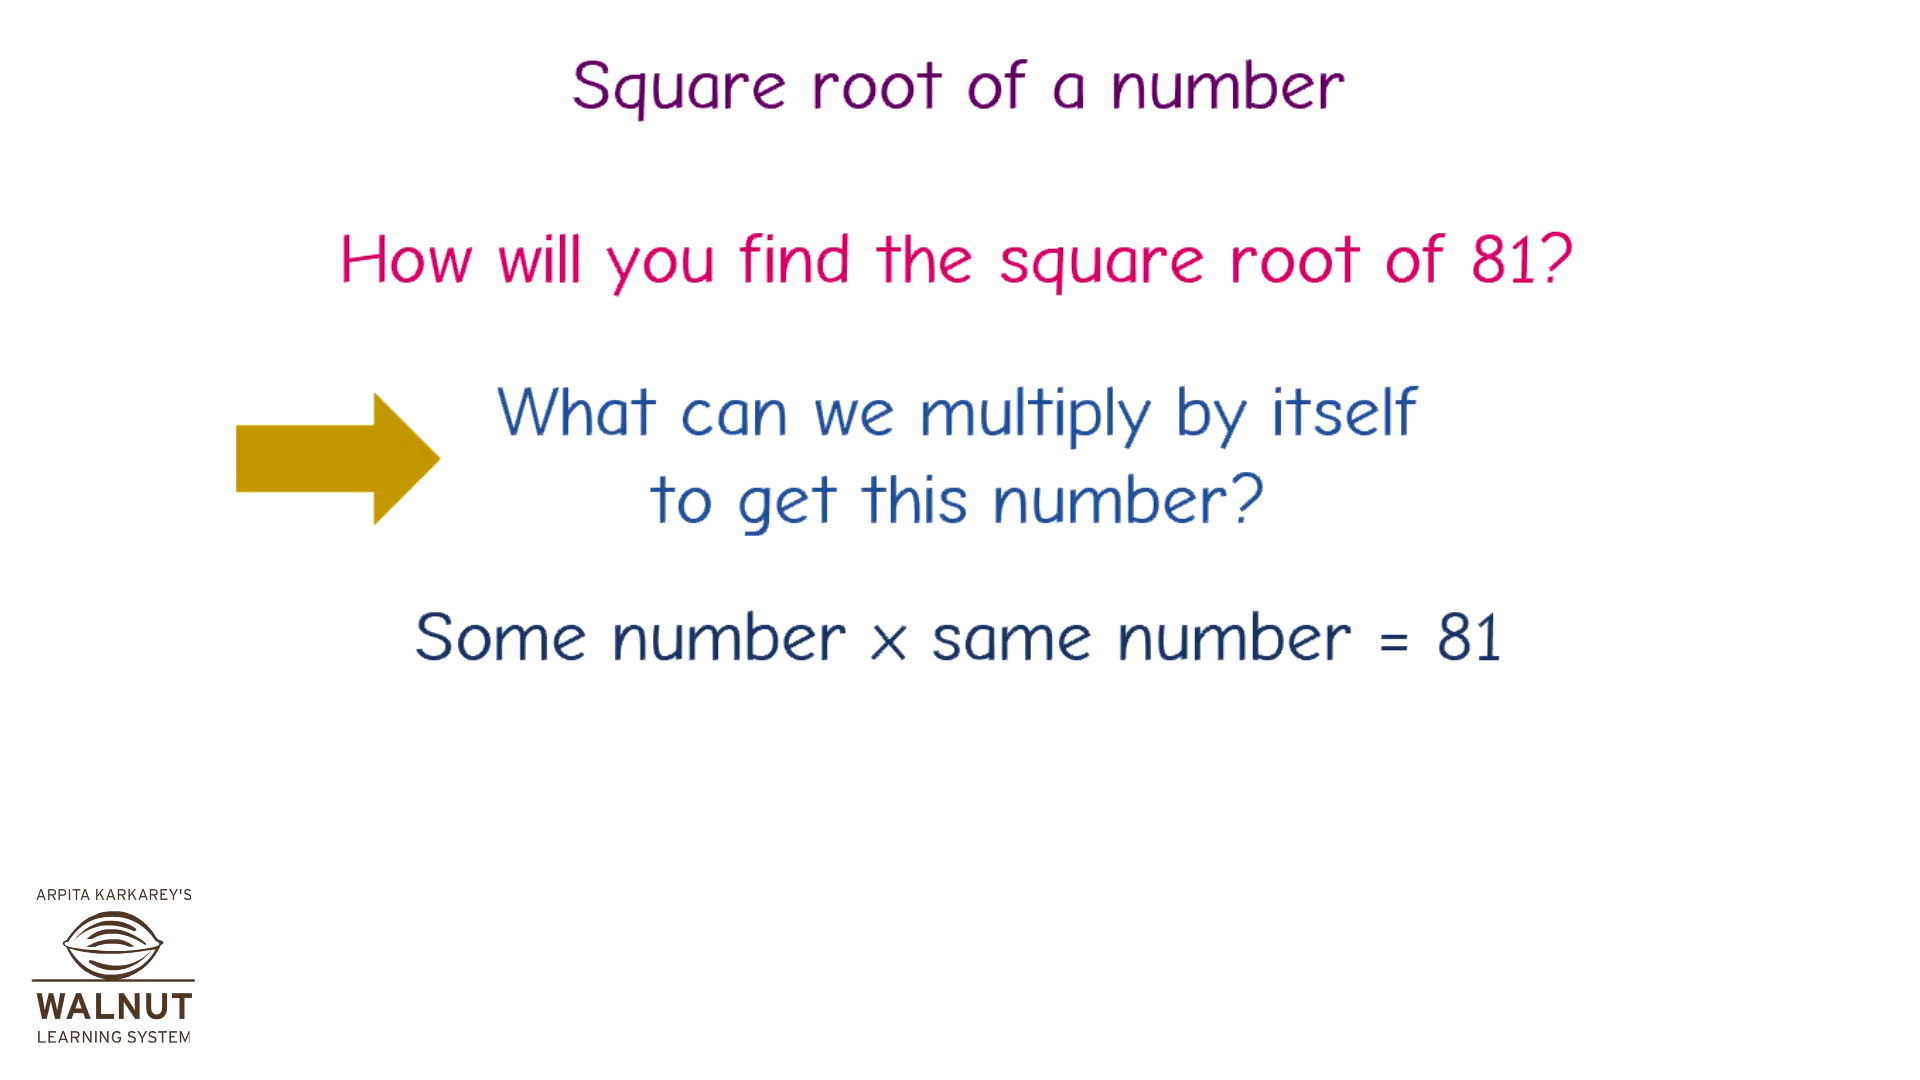 Square root of a number
How will you find the square root of 81?
What can we multiply by itself
to get this number?
Some number x same number = 81
ARPITA KARKAREY'S
WALNUT
LEARNING SYSTEM